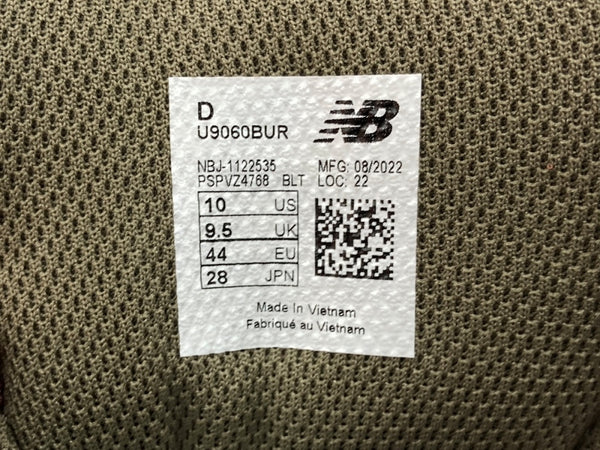 D
U9060BUR
NB
NBJ-1122535 MFG: 08/2022
PSPVZ4768 BLT LOC: 22
10 US
9.5 UK
44 EU
28 JPN
Made In Vietnam
Fabriqué au Vietnam